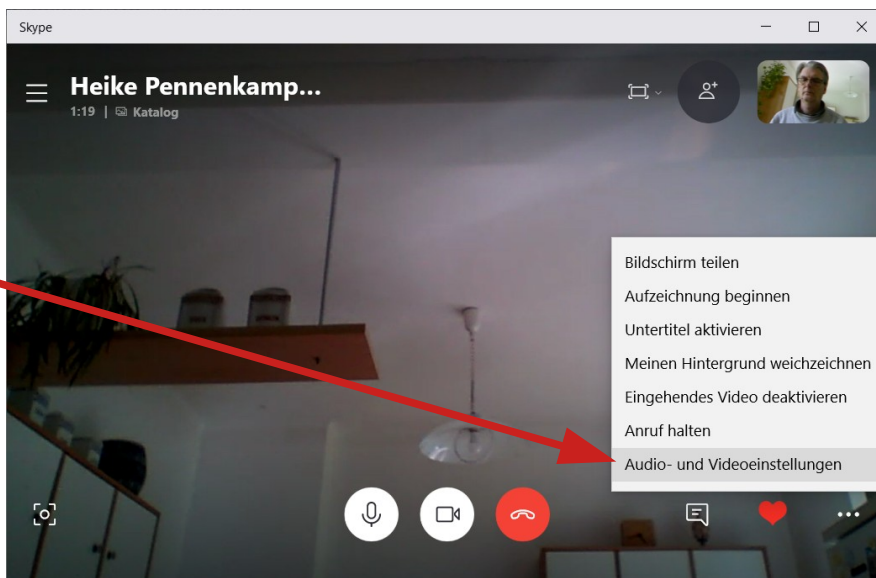 Skype
Heike Pennenkamp...
1:19 | Katalog
Bildschirm teilen
Aufzeichnung beginnen
Untertitel aktivieren
Meinen Hintergrund weichzeichnen
Eingehendes Video deaktivieren
Anruf halten
Audio- und Videoeinstellungen